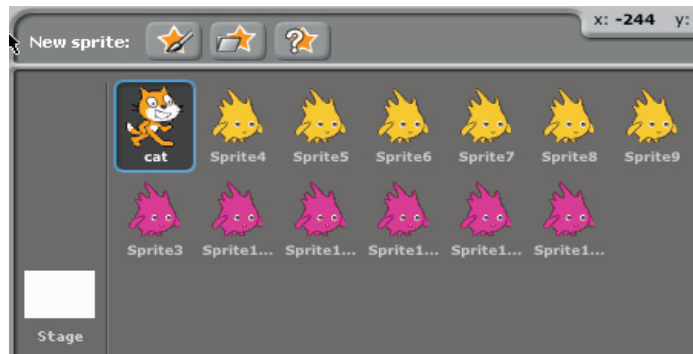 x: -244 y:
New sprite:
cat Sprite4 Sprite5 Sprite6 Sprite7 Sprite8 Sprite9
Sprite3 Sprite1... Sprite1... Sprite1... Sprite1... Sprite1...
Stage